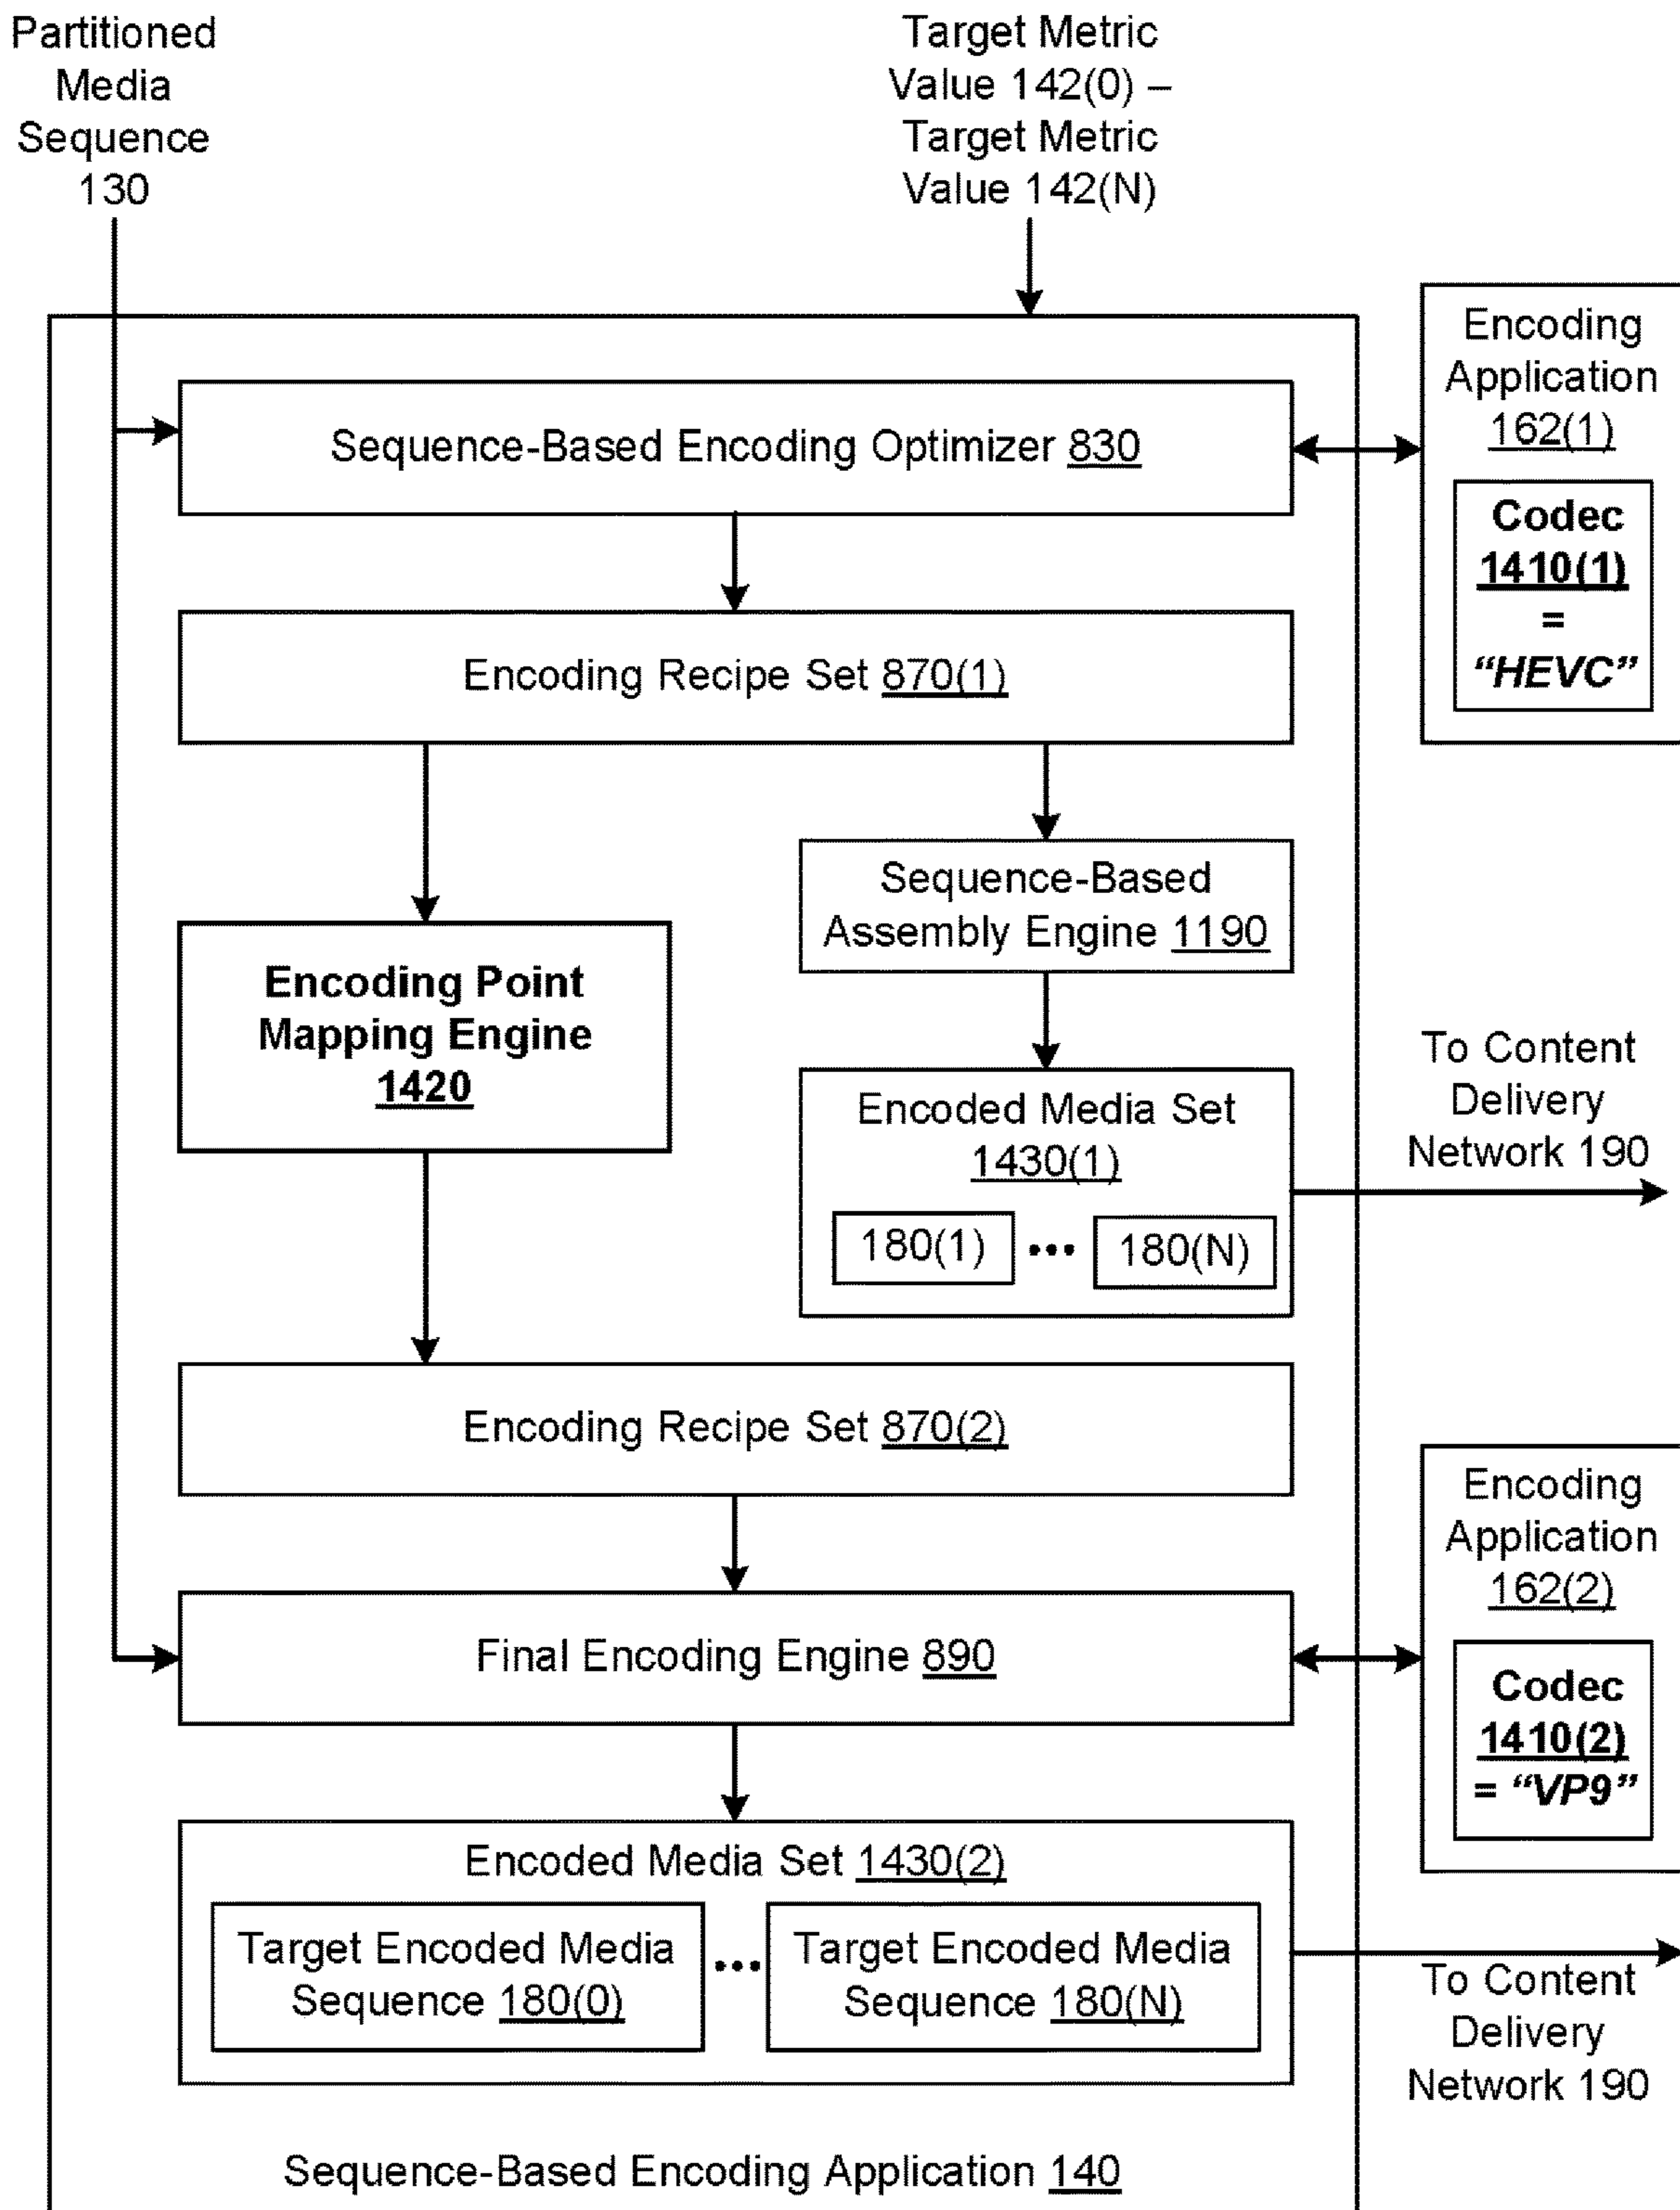 Partitioned
Media
Sequence
130
Target Metric
Value 142(0) –
Target Metric
Value 142(N)
Encoding
Application
162(1)
Codec
1410(1)
=
“HEVC”
Sequence-Based Encoding Optimizer 830
Encoding Recipe Set 870(1)
Sequence-Based
Assembly Engine 1190
Encoding Point
Mapping Engine
1420
Encoded Media Set
1430(1)
180(1) ••• 180(N)
To Content
Delivery
Network 190
Encoding Recipe Set 870(2)
Encoding
Application
162(2)
Codec
1410(2)
= “VP9”
Final Encoding Engine 890
Encoded Media Set 1430(2)
Target Encoded Media
Sequence 180(0)
•••
Target Encoded Media
Sequence 180(N)
To Content
Delivery
Network 190
Sequence-Based Encoding Application 140